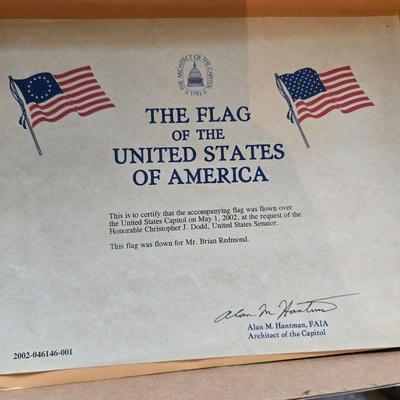 THE ARCHITECT OF THE CAPITOL
1793
THE FLAG
OF THE
UNITED STATES
OF AMERICA
This is to certify that the accompanying flag was flown over
the United States Capitol on May 1, 2002, at the request of the
Honorable Christopher J. Dodd, United States Senator.
This flag was flown for Mr. Brian Redmond.
Alan M. Hantman
Alan M. Hantman, FAIA
Architect of the Capitol
2002-046146-001